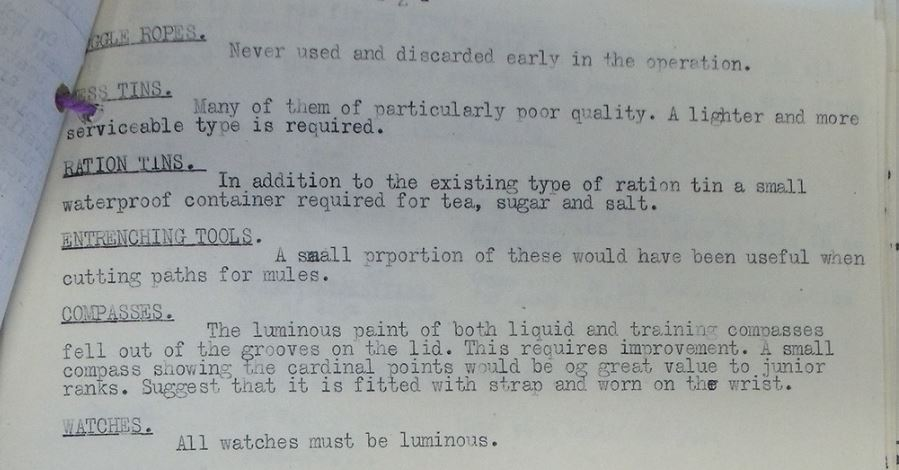 - 2 -
GGLE ROPES.
Never used and discarded early in the operation.
ESS TINS.
Many of them of particularly poor quality. A lighter and more
serviceable type is required.
RATION TINS.
In addition to the existing type of ration tin a small
waterproof container required for tea, sugar and salt.
ENTRENCHING TOOLS.
A small prportion of these would have been useful when
cutting paths for mules.
COMPASSES.
The luminous paint of both liquid and training compasses
fell out of the grooves on the lid. This requires improvement. A small
compass showing the cardinal points would be og great value to junior
ranks. Suggest that it is fitted with strap and worn on the wrist.
WATCHES.
All watches must be luminous.